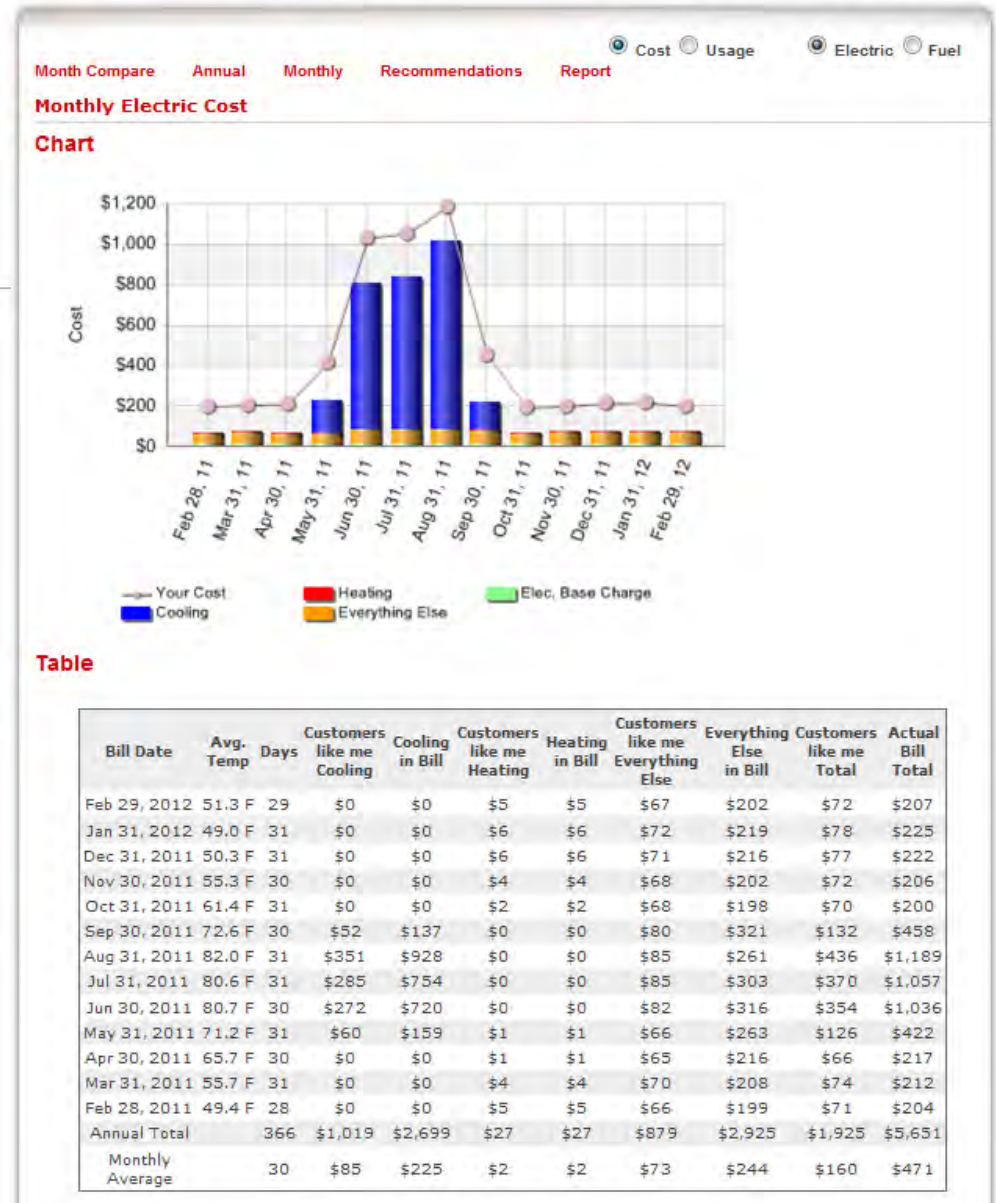 Cost Usage Electric Fuel
Month Compare Annual Monthly Recommendations Report
Monthly Electric Cost
Chart
$1,200
$1,000
$800
$600
$400
$200
$0
Cost
Feb 28, 11
Mar 31, 11
Apr 30, 11
May 31, 11
Jun 30, 11
Jul 31, 11
Aug 31, 11
Sep 30, 11
Oct 31, 11
Nov 30, 11
Dec 31, 11
Jan 31, 12
Feb 29, 12
Your Cost Heating Elec. Base Charge
Cooling Everything Else
Table
Bill Date Avg. Temp Days Customers like me Cooling Cooling in Bill Customers like me Heating Heating in Bill Customers like me Everything Else Everything Else in Bill Customers like me Total Actual Bill Total
Feb 29, 2012 51.3 F 29 $0 $0 $5 $5 $67 $202 $72 $207
Jan 31, 2012 49.0 F 31 $0 $0 $6 $6 $72 $219 $78 $225
Dec 31, 2011 50.3 F 31 $0 $0 $6 $6 $71 $216 $77 $222
Nov 30, 2011 55.3 F 30 $0 $0 $4 $4 $68 $202 $72 $206
Oct 31, 2011 61.4 F 31 $0 $0 $2 $2 $68 $198 $70 $200
Sep 30, 2011 72.6 F 30 $52 $137 $0 $0 $80 $321 $132 $458
Aug 31, 2011 82.0 F 31 $351 $928 $0 $0 $85 $261 $436 $1,189
Jul 31, 2011 80.6 F 31 $285 $754 $0 $0 $85 $303 $370 $1,057
Jun 30, 2011 80.7 F 30 $272 $720 $0 $0 $82 $316 $354 $1,036
May 31, 2011 71.2 F 31 $60 $159 $1 $1 $66 $263 $126 $422
Apr 30, 2011 65.7 F 30 $0 $0 $1 $1 $65 $216 $66 $217
Mar 31, 2011 55.7 F 31 $0 $0 $4 $4 $70 $208 $74 $212
Feb 28, 2011 49.4 F 28 $0 $0 $5 $5 $66 $199 $71 $204
Annual Total 366 $1,019 $2,699 $27 $27 $879 $2,925 $1,925 $5,651
Monthly Average 30 $85 $225 $2 $2 $73 $244 $160 $471